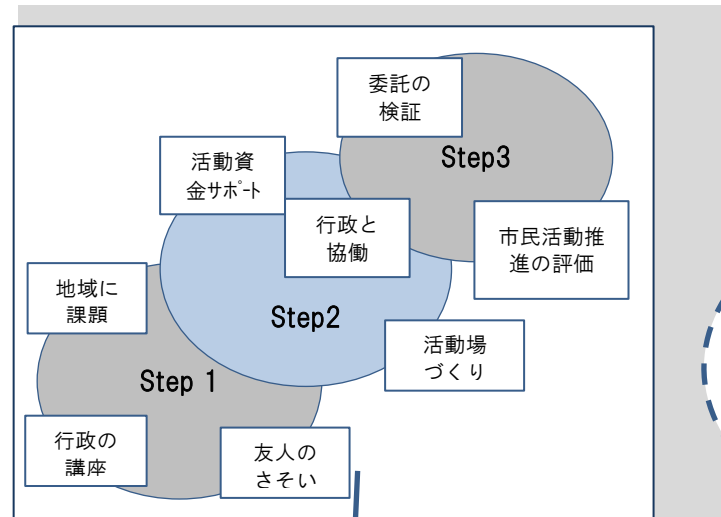 委託の
検証
Step3
活動資
金ｻﾎﾟｰﾄ
行政と
協働
市民活動推
進の評価
地域に
課題
Step2
活動場
づくり
Step 1
行政の
講座
友人の
さそい